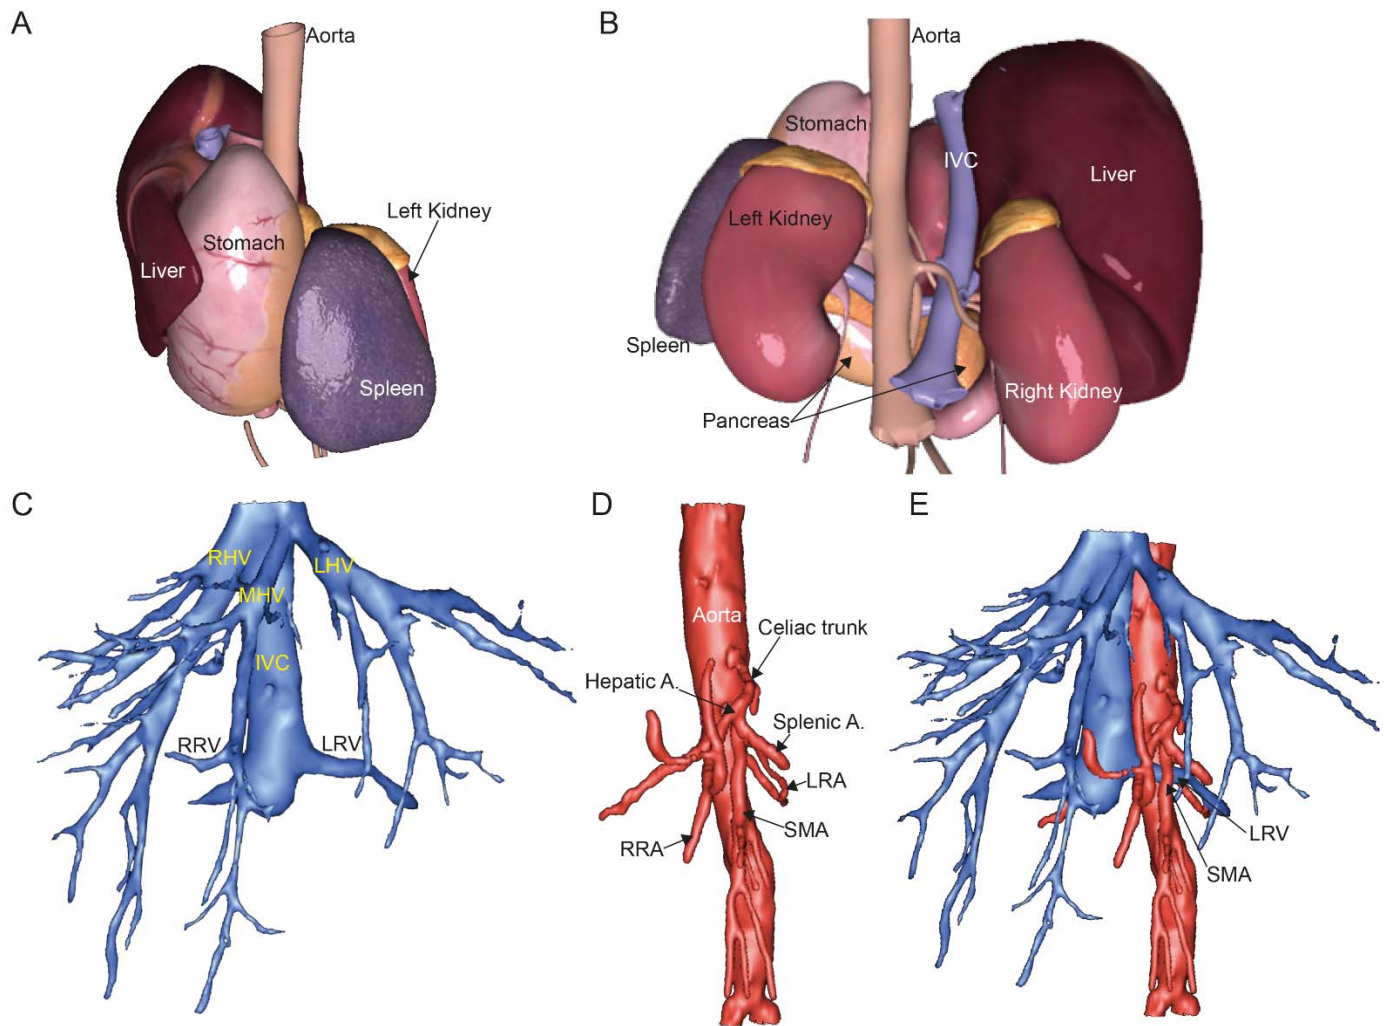 A
Aorta
Left Kidney
Stomach
Liver
Spleen
B
Aorta
Stomach
IVC
Liver
Left Kidney
Spleen
Right Kidney
Pancreas
C
RHV
LHV
MHV
IVC
RRV
LRV
D
Aorta
Celiac trunk
Hepatic A.
Splenic A.
LRA
SMA
RRA
E
LRV
SMA